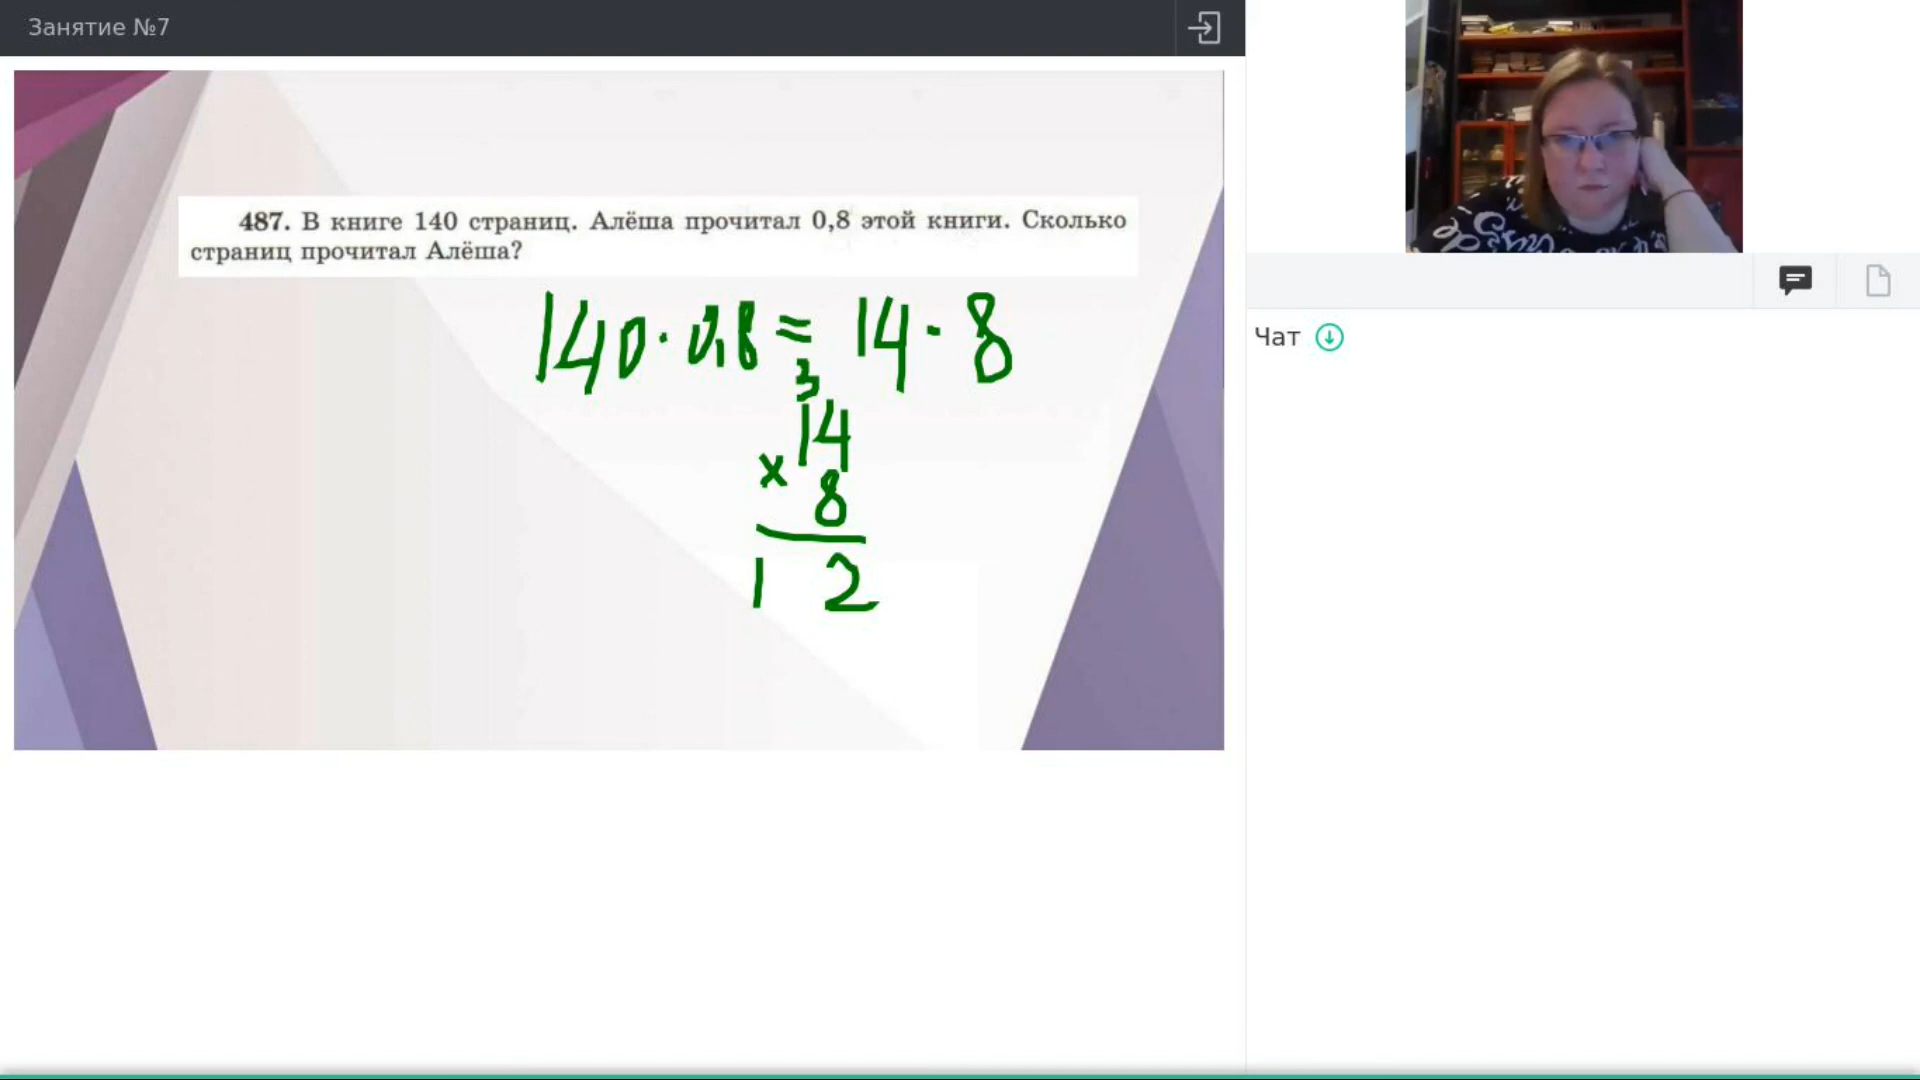 Занятие №7
487. В книге 140 страниц. Алёша прочитал 0,8 этой книги. Сколько
страниц прочитал Алёша?
140 · 0,8 = 14 · 8
3
14
× 8
1 2
Чат